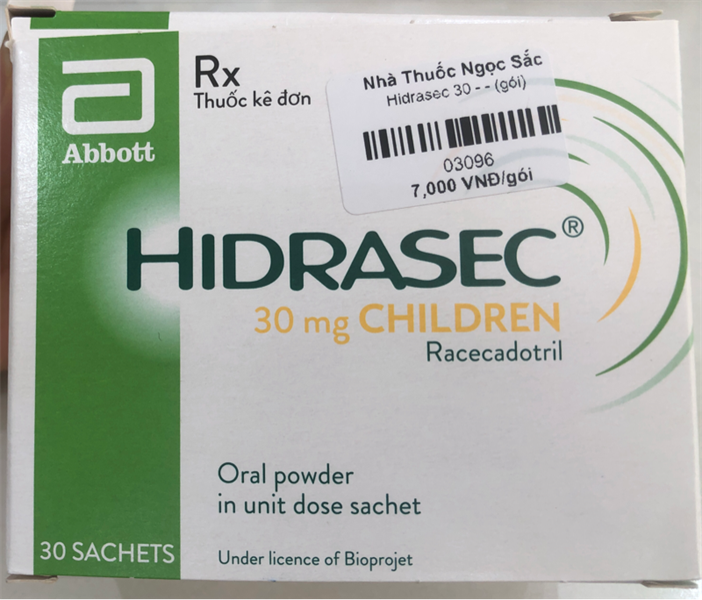 Abbott
Rx
Thuốc kê đơn
Nhà Thuốc Ngọc Sắc
Hidrasec 30 - - (gói)
03096
7,000 VNĐ/gói
HIDRASEC®
30 mg CHILDREN
Racecadotril
Oral powder
in unit dose sachet
30 SACHETS
Under licence of Bioprojet